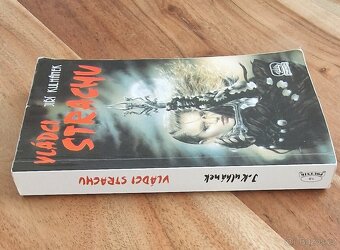 JIŘÍ KULHÁNEK
VLÁDCI
STRACHU
J. Kulhánek
VLÁDCI STRACHU